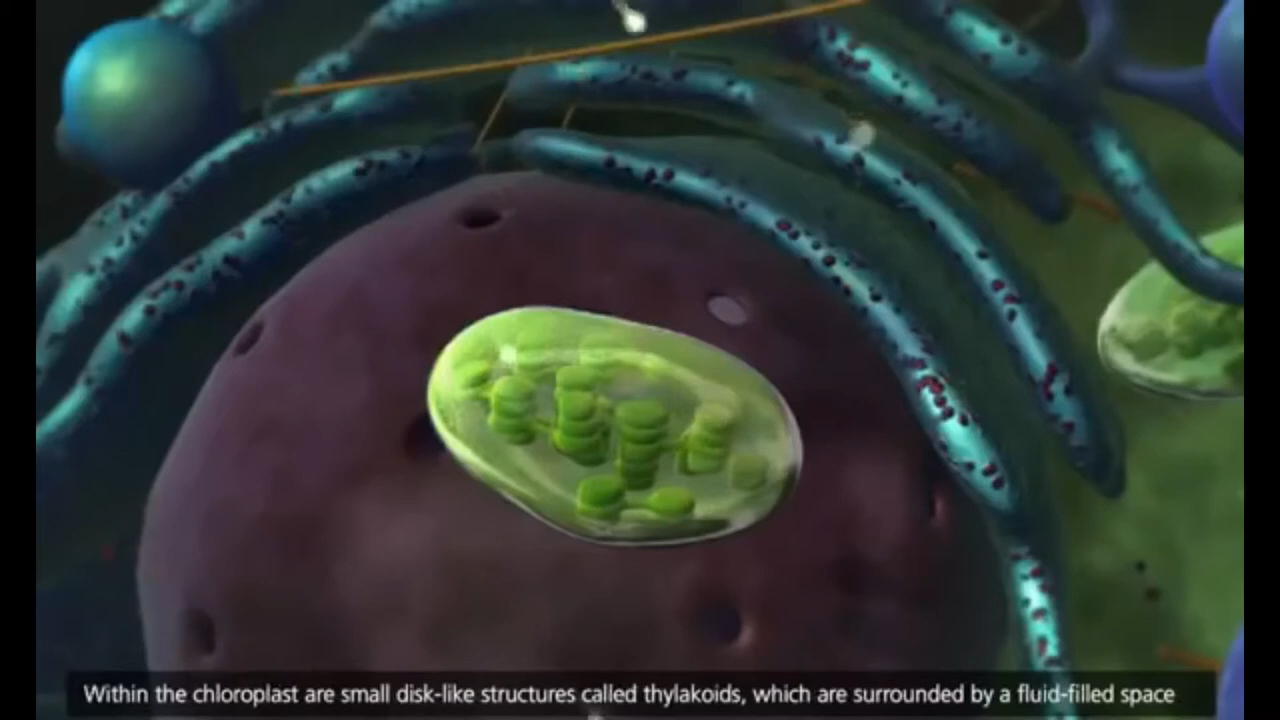 Within the chloroplast are small disk-like structures called thylakoids, which are surrounded by a fluid-filled space